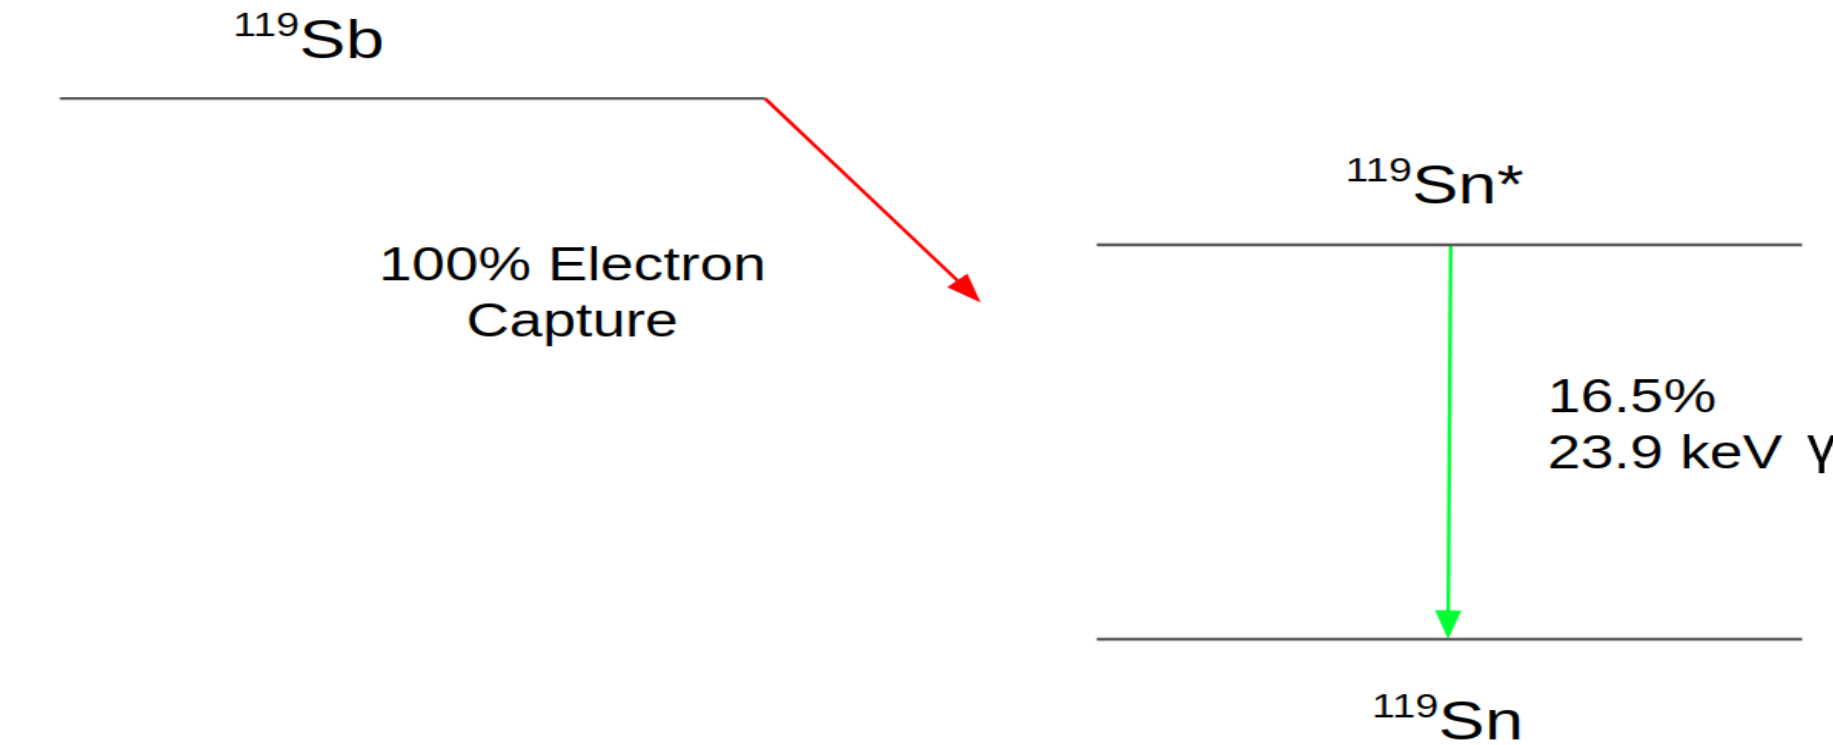 ¹¹⁹Sb
¹¹⁹Sn*
100% Electron
Capture
16.5%
23.9 keV γ
¹¹⁹Sn